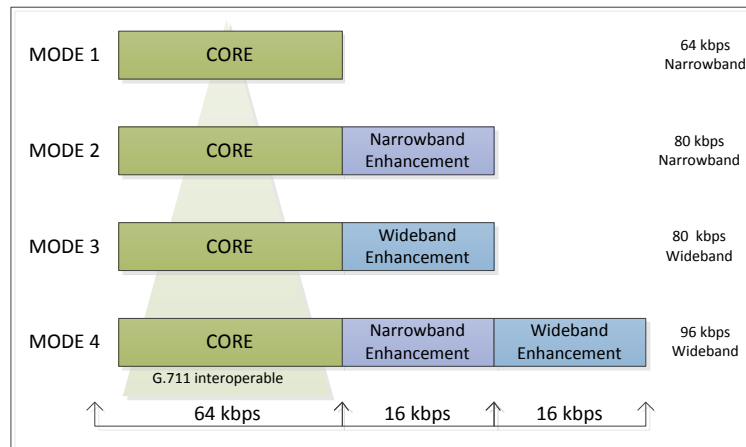 MODE 1
CORE
64 kbps
Narrowband
MODE 2
CORE
Narrowband
Enhancement
80 kbps
Narrowband
MODE 3
CORE
Wideband
Enhancement
80 kbps
Wideband
MODE 4
CORE
Narrowband
Enhancement
Wideband
Enhancement
96 kbps
Wideband
G.711 interoperable
64 kbps
16 kbps
16 kbps